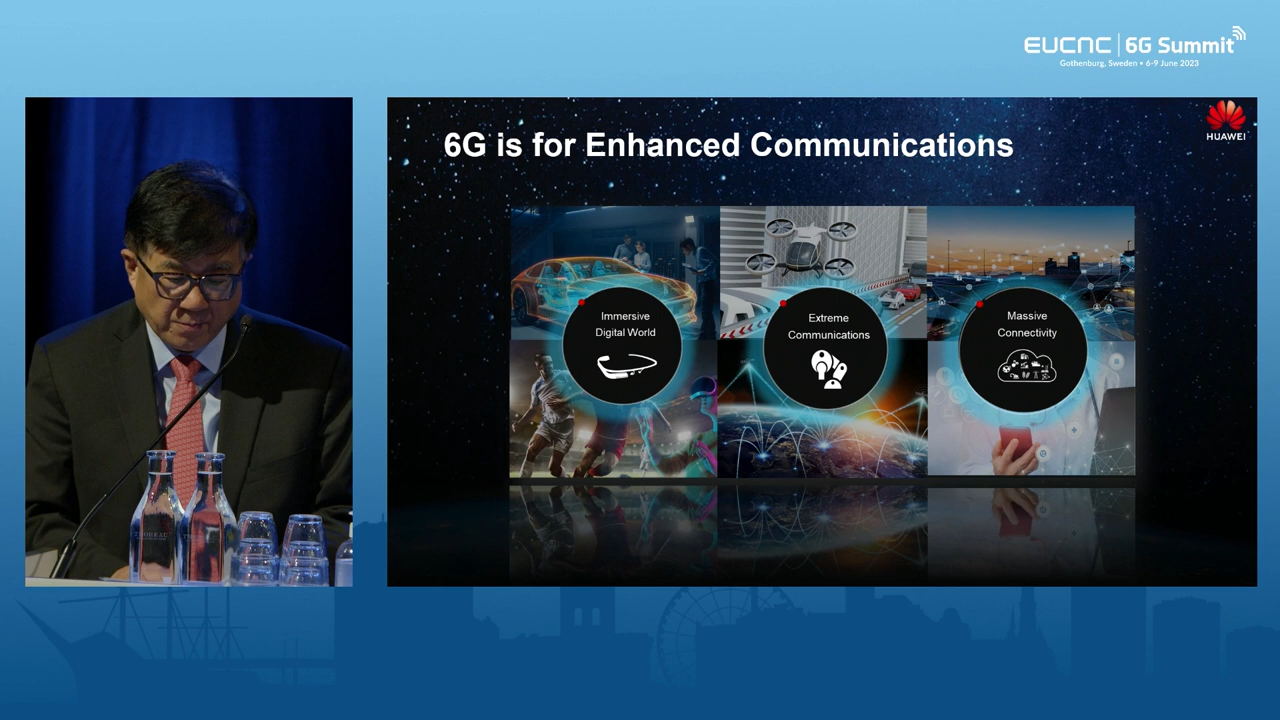 EUCNC | 6G Summit
Gothenburg, Sweden • 6-9 June 2023
HUAWEI
6G is for Enhanced Communications
Immersive
Digital World
Extreme
Communications
Massive
Connectivity